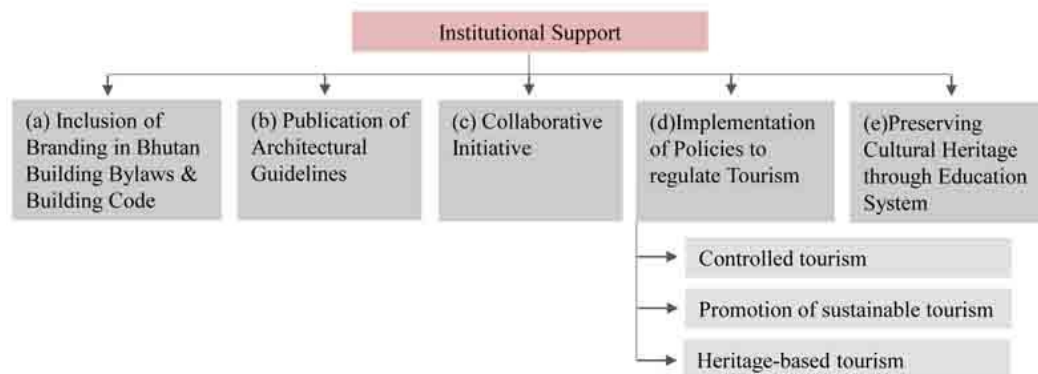 Institutional Support
(a) Inclusion of
Branding in Bhutan
Building Bylaws &
Building Code
(b) Publication of
Architectural
Guidelines
(c) Collaborative
Initiative
(d)Implementation
of Policies to
regulate Tourism
(e)Preserving
Cultural Heritage
through Education
System
Controlled tourism
Promotion of sustainable tourism
Heritage-based tourism